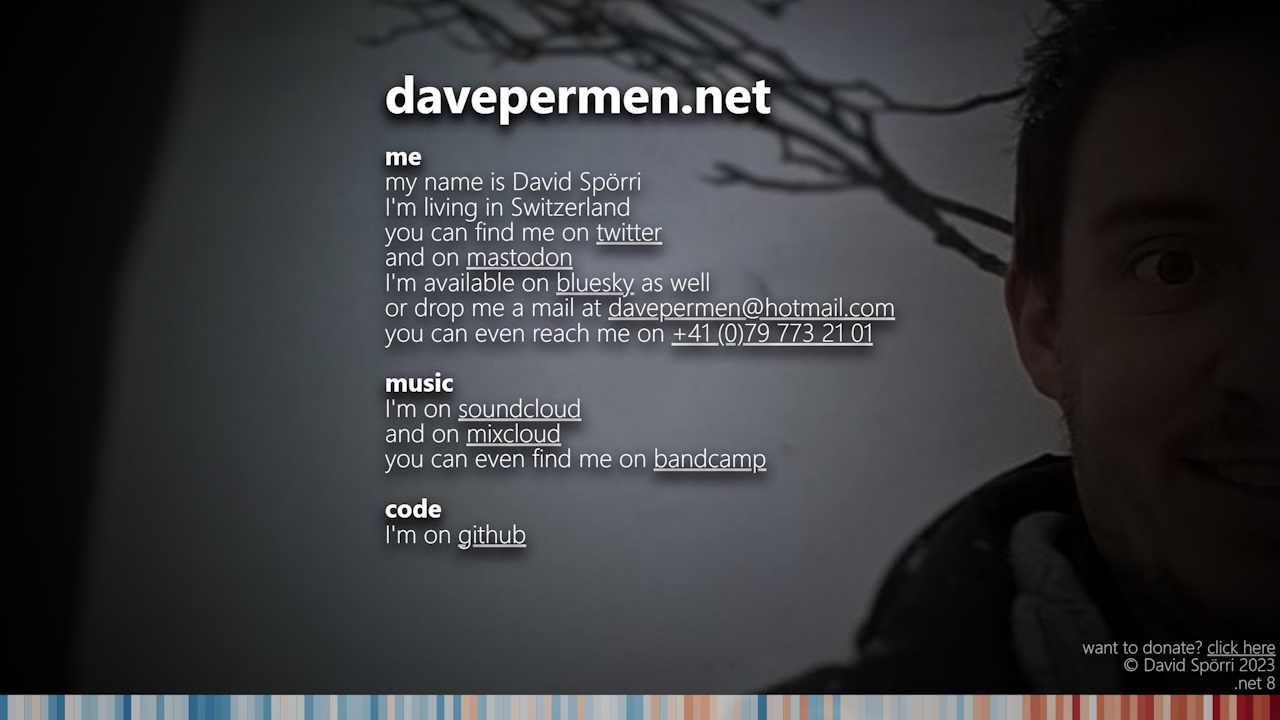 davepermen.net
me
my name is David Spörri
I'm living in Switzerland
you can find me on twitter
and on mastodon
I'm available on bluesky as well
or drop me a mail at davepermen@hotmail.com
you can even reach me on +41 (0)79 773 21 01
music
I'm on soundcloud
and on mixcloud
you can even find me on bandcamp
code
I'm on github
want to donate? click here
© David Spörri 2023
.net 8